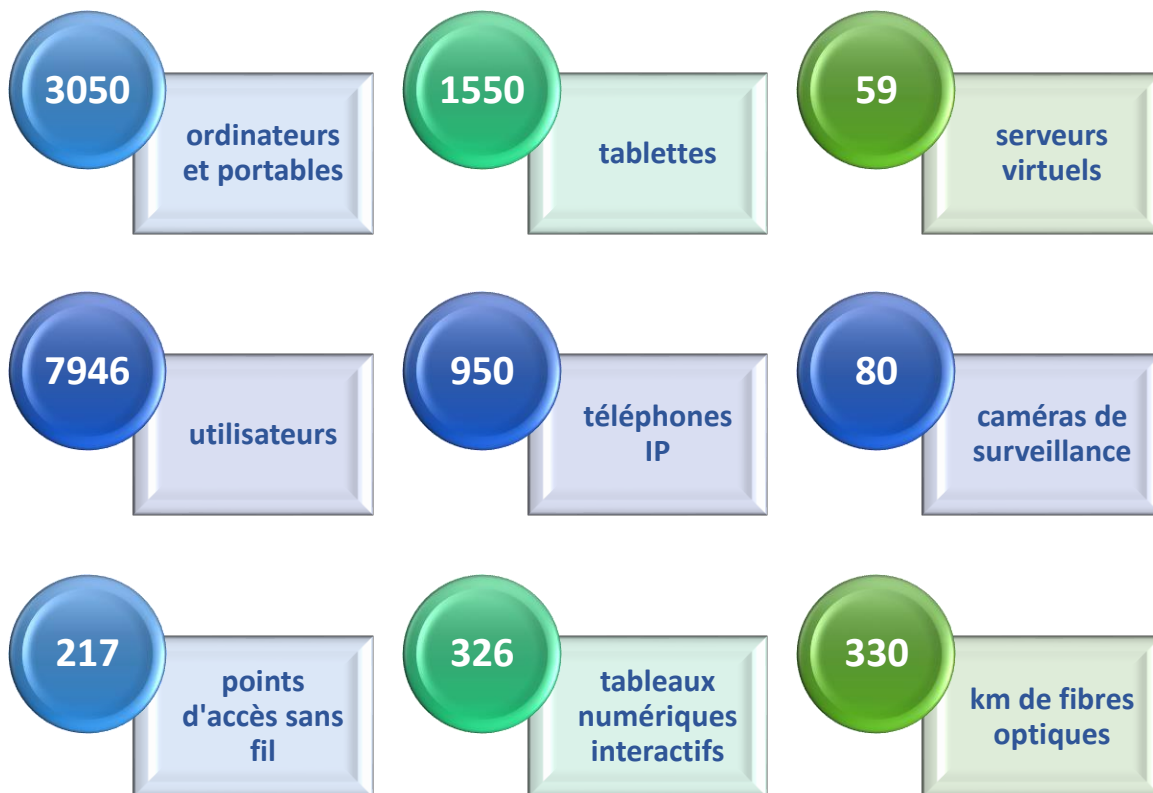 3050
ordinateurs
et portables
1550
tablettes
59
serveurs
virtuels
7946
utilisateurs
950
téléphones
IP
80
caméras de
surveillance
217
points
d'accès sans
fil
326
tableaux
numériques
interactifs
330
km de fibres
optiques